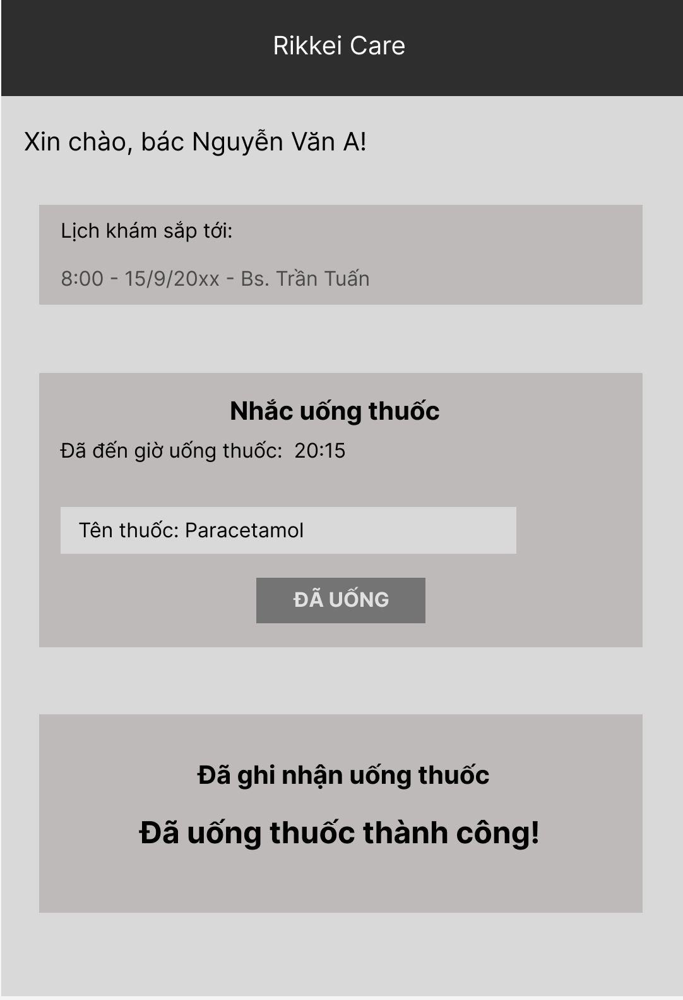 Rikkei Care
Xin chào, bác Nguyễn Văn A!
Lịch khám sắp tới:
8:00 - 15/9/20xx - Bs. Trần Tuấn
Nhắc uống thuốc
Đã đến giờ uống thuốc: 20:15
Tên thuốc: Paracetamol
ĐÃ UỐNG
Đã ghi nhận uống thuốc
Đã uống thuốc thành công!